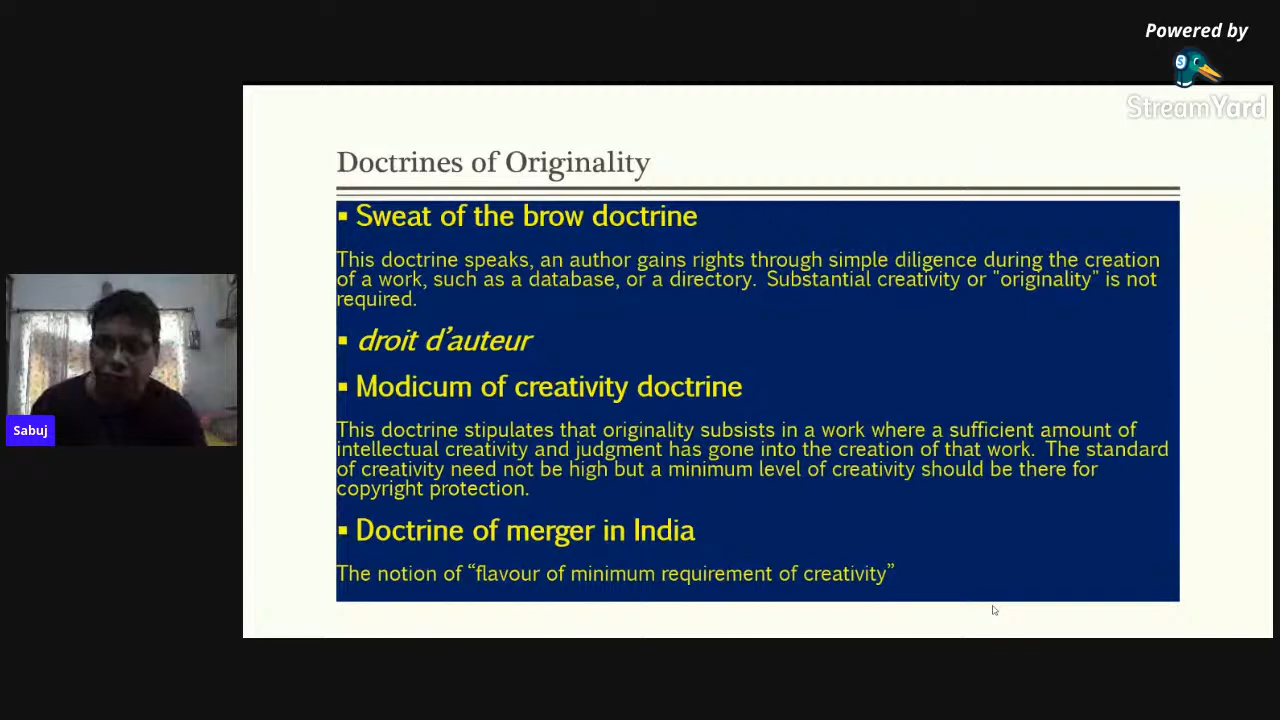 Powered by
StreamYard
Doctrines of Originality
▪ Sweat of the brow doctrine
This doctrine speaks, an author gains rights through simple diligence during the creation
of a work, such as a database, or a directory. Substantial creativity or "originality" is not
required.
▪ droit d’auteur
▪ Modicum of creativity doctrine
This doctrine stipulates that originality subsists in a work where a sufficient amount of
intellectual creativity and judgment has gone into the creation of that work. The standard
of creativity need not be high but a minimum level of creativity should be there for
copyright protection.
▪ Doctrine of merger in India
The notion of “flavour of minimum requirement of creativity”
Sabuj